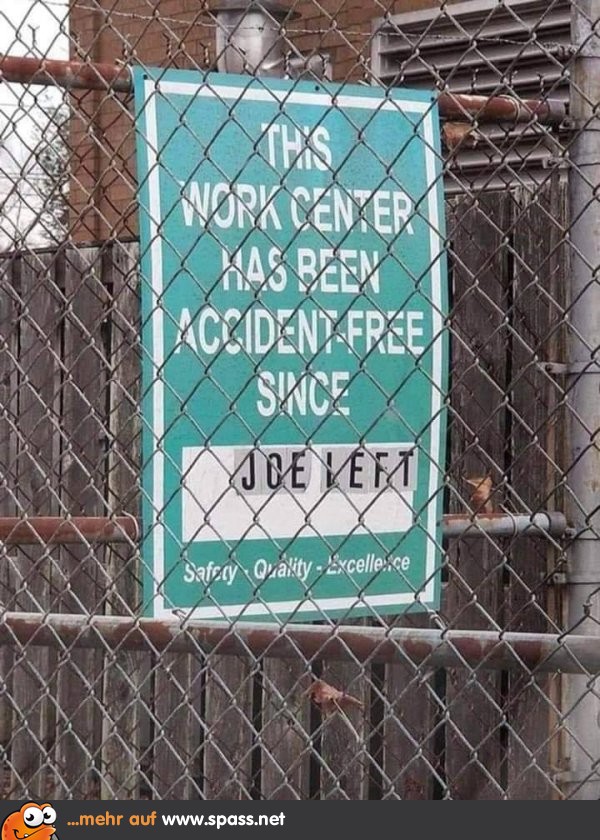 THIS
WORK CENTER
HAS BEEN
ACCIDENT-FREE
SINCE
JOE LEFT
Safety - Quality - Excellence
...mehr auf www.spass.net